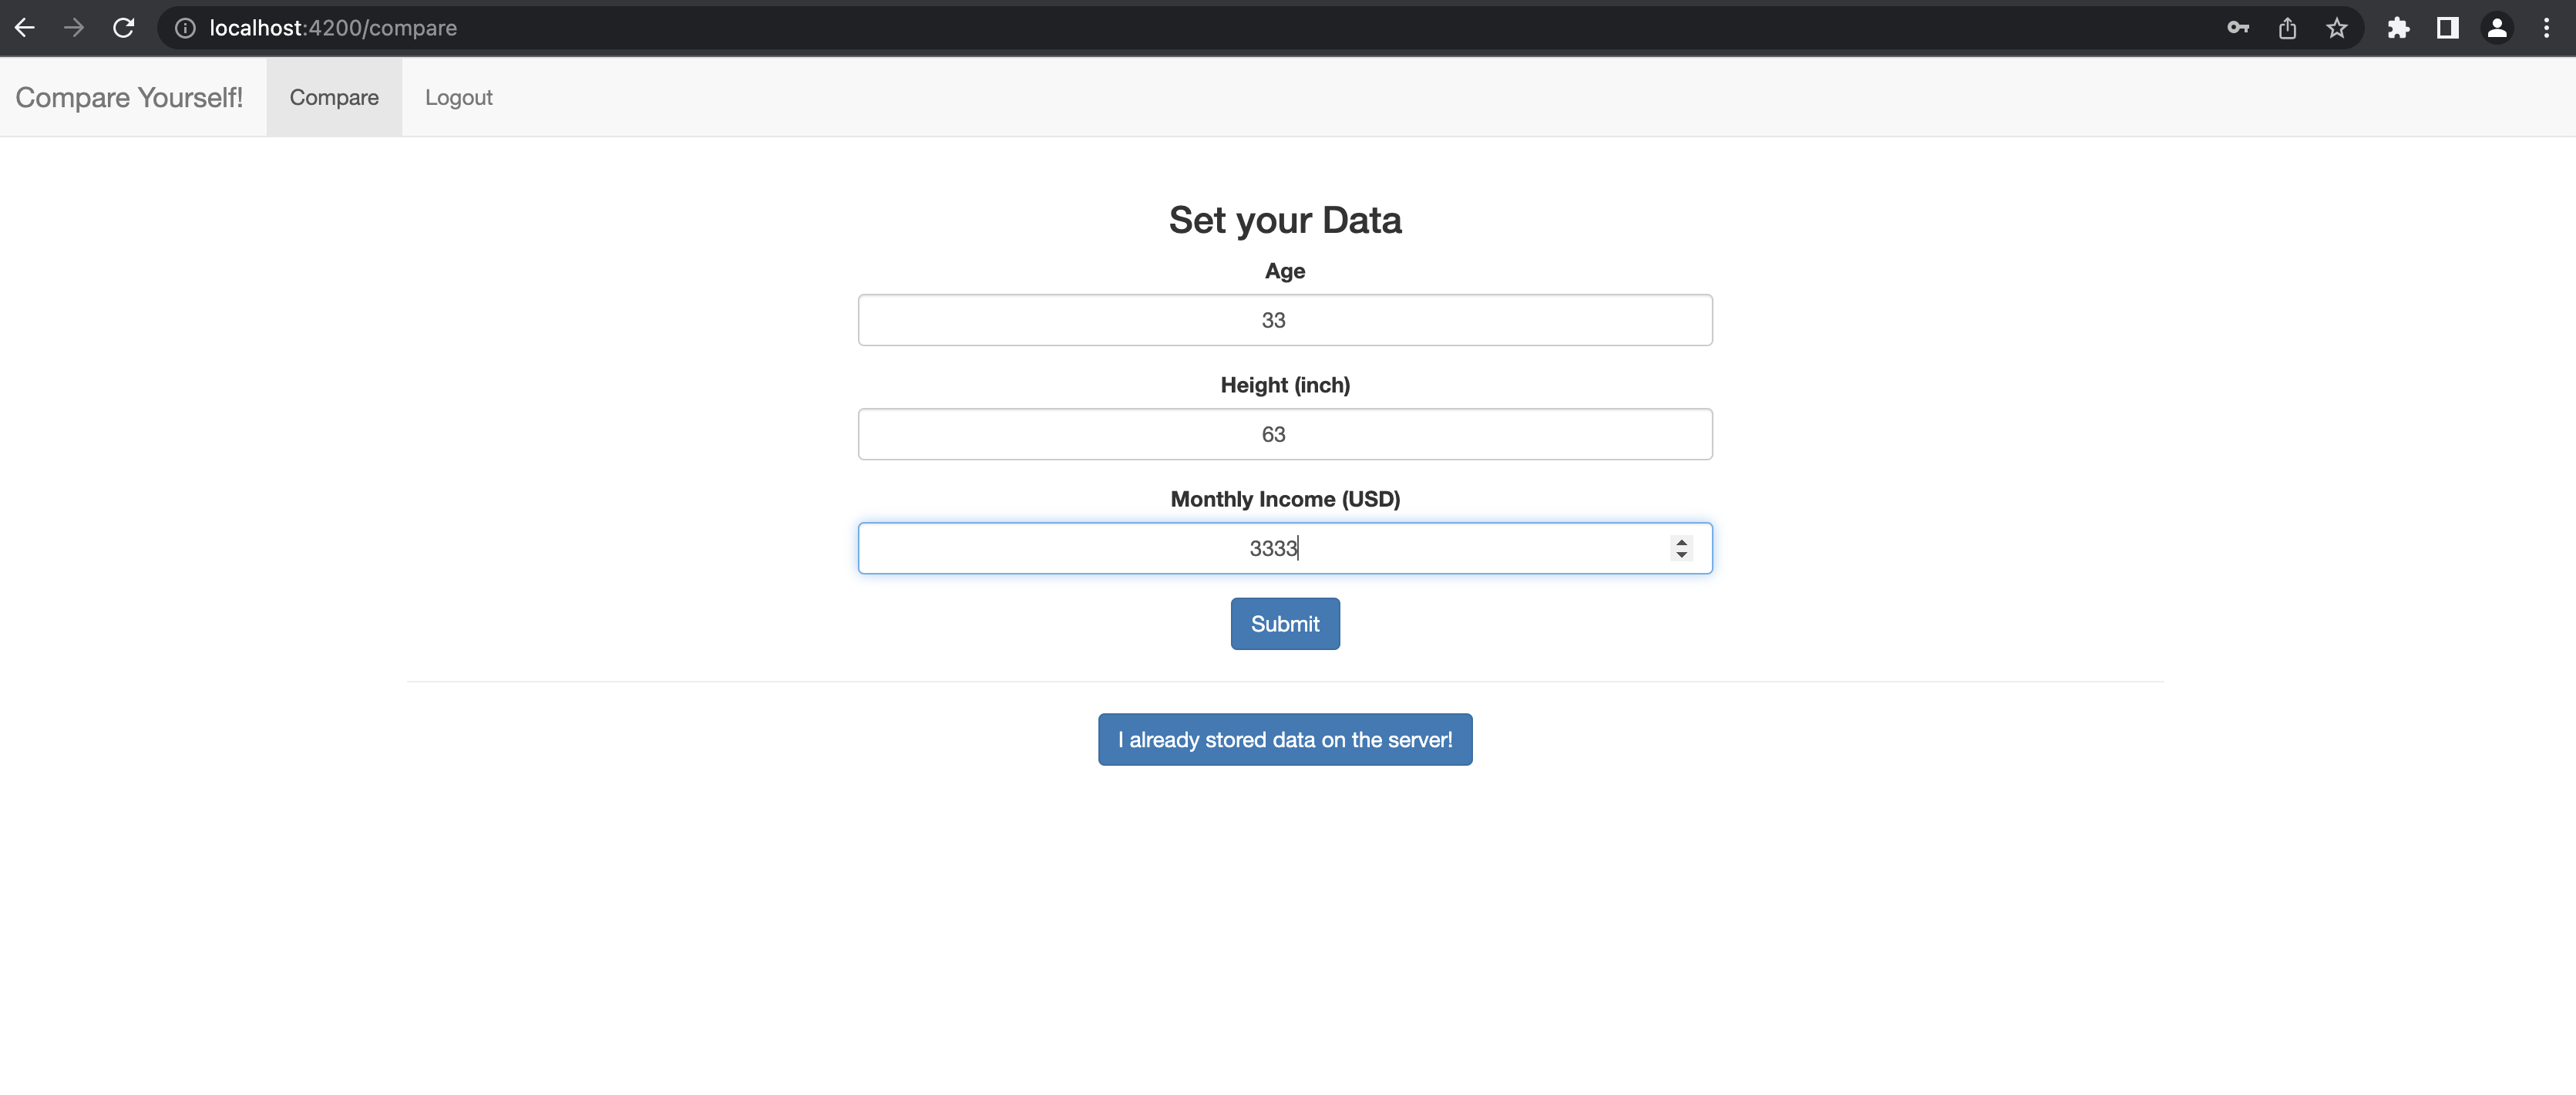 localhost:4200/compare
Compare Yourself! Compare Logout
Set your Data
Age
33
Height (inch)
63
Monthly Income (USD)
3333
Submit
I already stored data on the server!